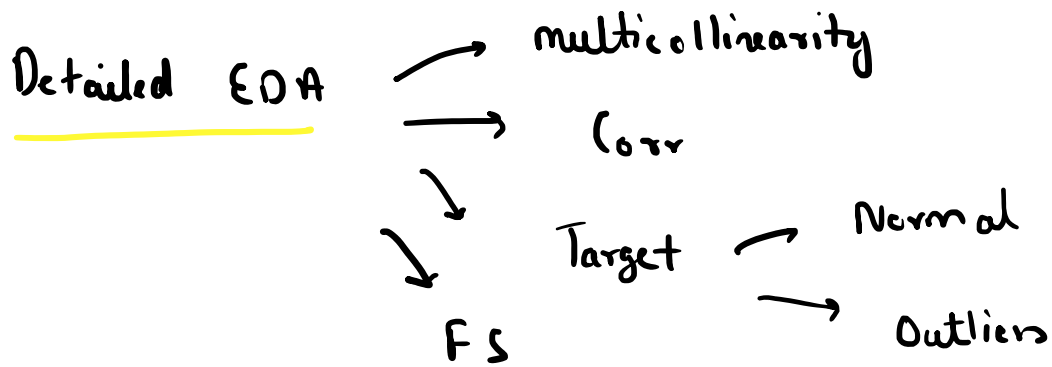 Detailed EDA
multicollinearity
Corr
Target
Normal
Outliers
FS